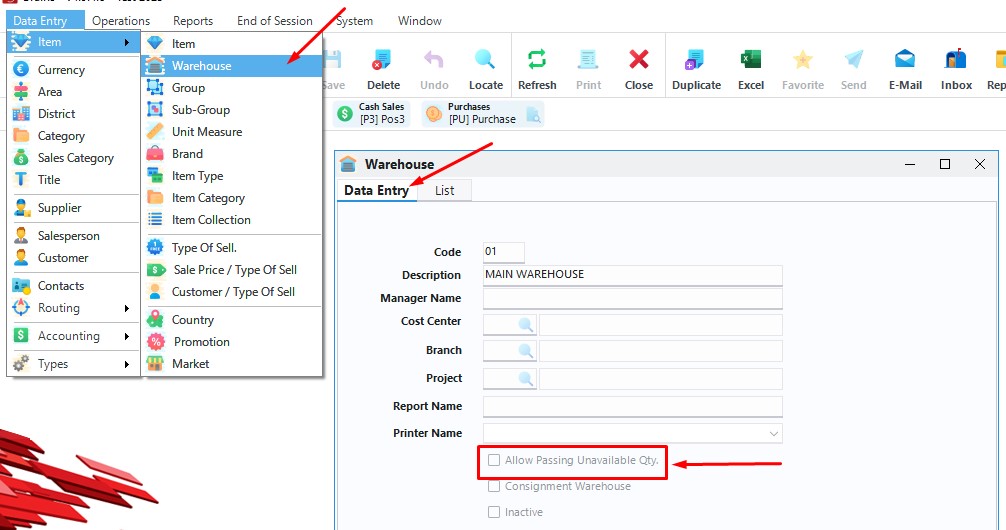 Data Entry Operations Reports End of Session System Window
Item
Currency
Area
District
Category
Sales Category
Title
Supplier
Salesperson
Customer
Contacts
Routing
Accounting
Types
Item
Warehouse
Group
Sub-Group
Unit Measure
Brand
Item Type
Item Category
Item Collection
Type Of Sell.
Sale Price / Type Of Sell
Customer / Type Of Sell
Country
Promotion
Market
Delete Undo Locate Refresh Print Close Duplicate Excel Favorite Send E-Mail Inbox
Cash Sales
[P3] Pos3
Purchases
[PU] Purchase
Warehouse
Data Entry List
Code 01
Description MAIN WAREHOUSE
Manager Name
Cost Center
Branch
Project
Report Name
Printer Name
Allow Passing Unavailable Qty.
Consignment Warehouse
Inactive